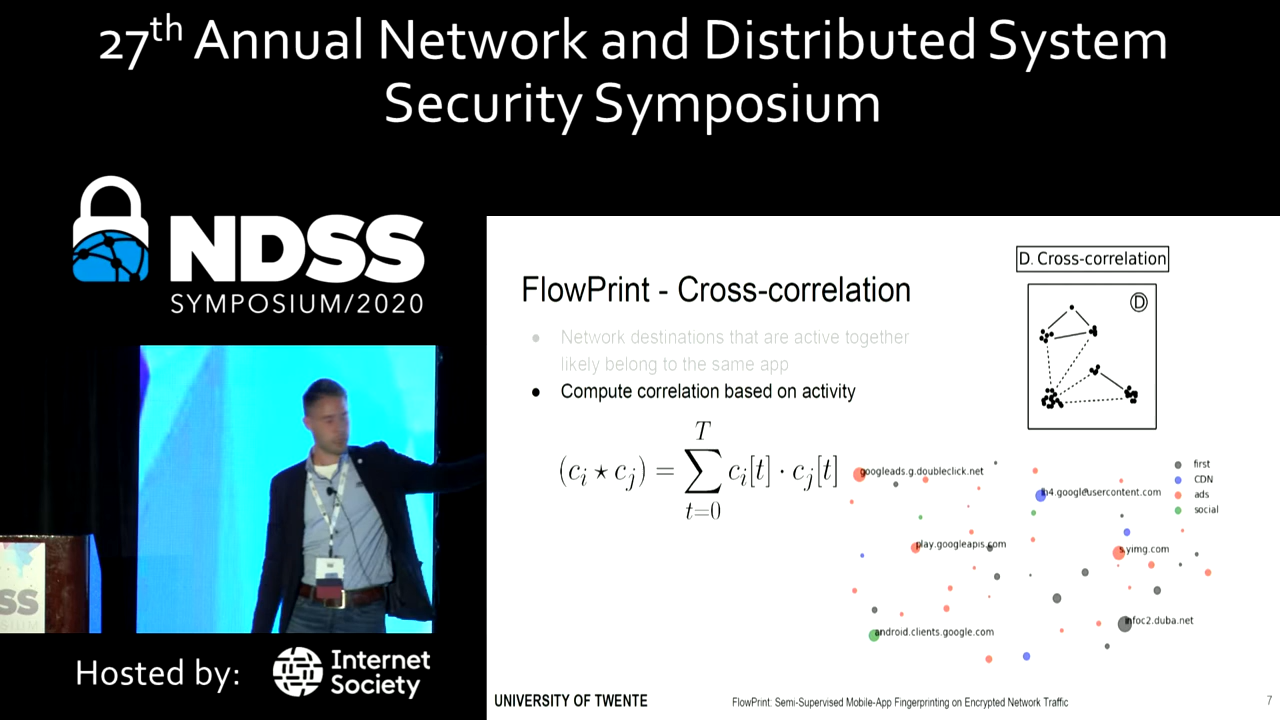 27th Annual Network and Distributed System
Security Symposium
NDSS
SYMPOSIUM/2020
D. Cross-correlation
FlowPrint - Cross-correlation
D
● Network destinations that are active together
likely belong to the same app
● Compute correlation based on activity
(c_i ⋆ c_j) = ∑_{t=0}^{T} c_i[t] · c_j[t]
first
CDN
ads
social
googleads.g.doubleclick.net
lh4.googleusercontent.com
play.googleapis.com
s.yimg.com
infoc2.duba.net
android.clients.google.com
SS
Hosted by:
Internet
Society
UNIVERSITY OF TWENTE
FlowPrint: Semi-Supervised Mobile-App Fingerprinting on Encrypted Network Traffic
7